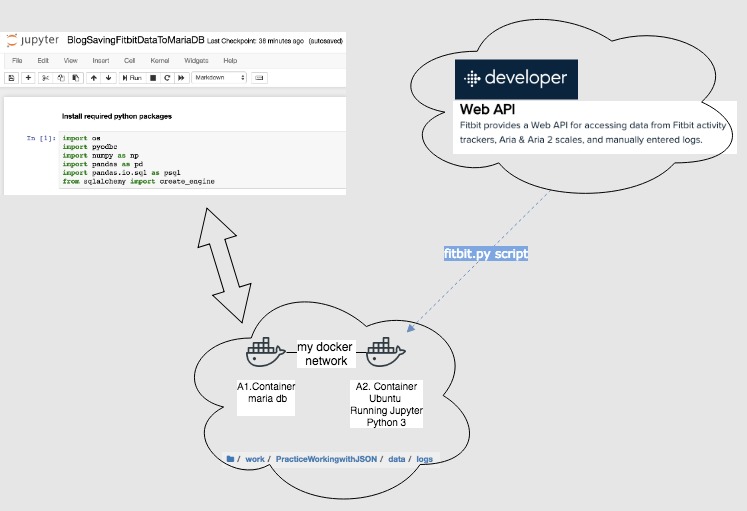 jupyter BlogSavingFitbitDataToMariaDB Last Checkpoint: 38 minutes ago (autosaved)
File Edit View Insert Cell Kernel Widgets Help
Run Markdown
Install required python packages
In [1]: import os
import pyodbc
import numpy as np
import pandas as pd
import pandas.io.sql as psql
from sqlalchemy import create_engine
developer
Web API
Fitbit provides a Web API for accessing data from Fitbit activity
trackers, Aria & Aria 2 scales, and manually entered logs.
fitbit.py script
my docker
network
A1.Container
maria db
A2. Container
Ubuntu
Running Jupyter
Python 3
/ work / PracticeWorkingwithJSON / data / logs